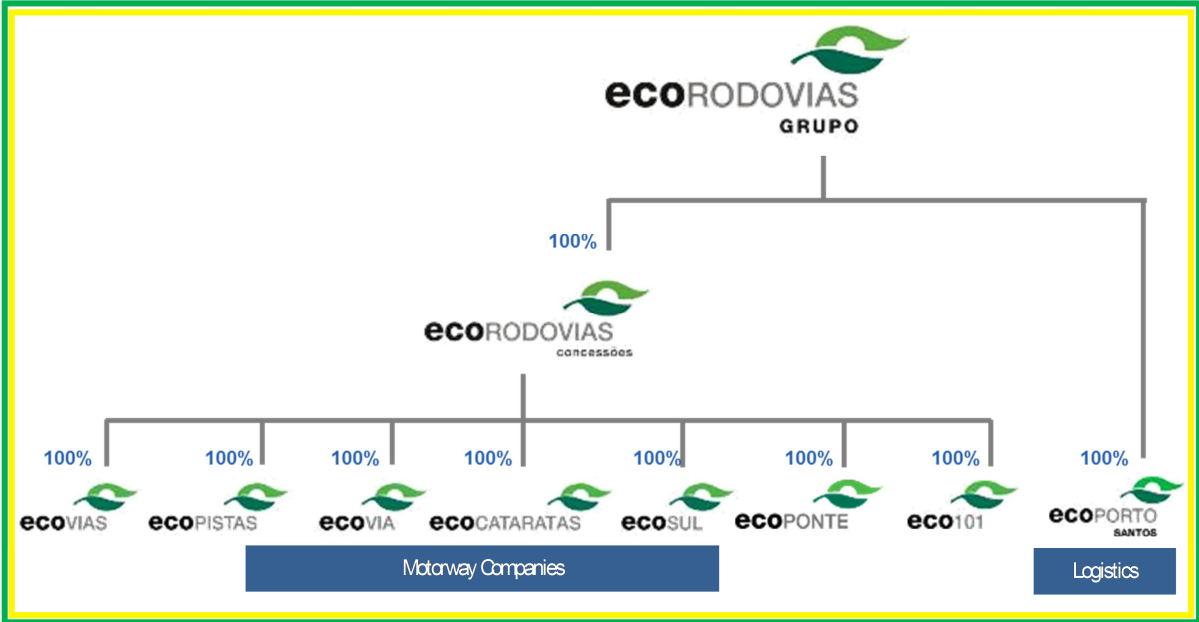 ecoRODOVIAS
GRUPO
100%
ecoRODOVIAS
concessões
100% 100% 100% 100% 100% 100% 100% 100%
ecoVIAS ecoPISTAS ecoVIA ecoCATARATAS ecoSUL ecoPONTE eco101 ecoPORTO
SANTOS
Motorway Companies Logistics